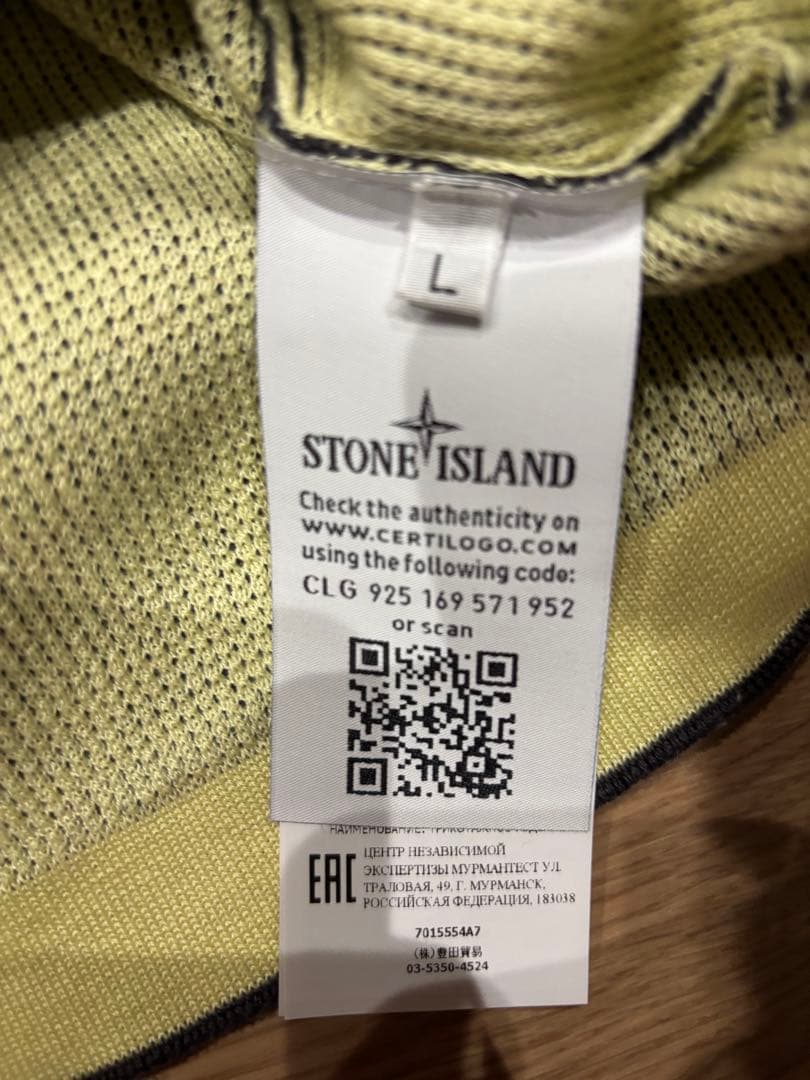 L
STONE ISLAND
Check the authenticity on
WWW.CERTILOGO.COM
using the following code:
CLG 925 169 571 952
or scan
НАИМЕНОВАНИЕ:
EAC
ЦЕНТР НЕЗАВИСИМОЙ
ЭКСПЕРТИЗЫ МУРМАНТЕСТ УЛ.
ТРАЛОВАЯ, 49, Г. МУРМАНСК,
РОССИЙСКАЯ ФЕДЕРАЦИЯ, 183038
7015554A7
(株)豊田貿易
03-5350-4524